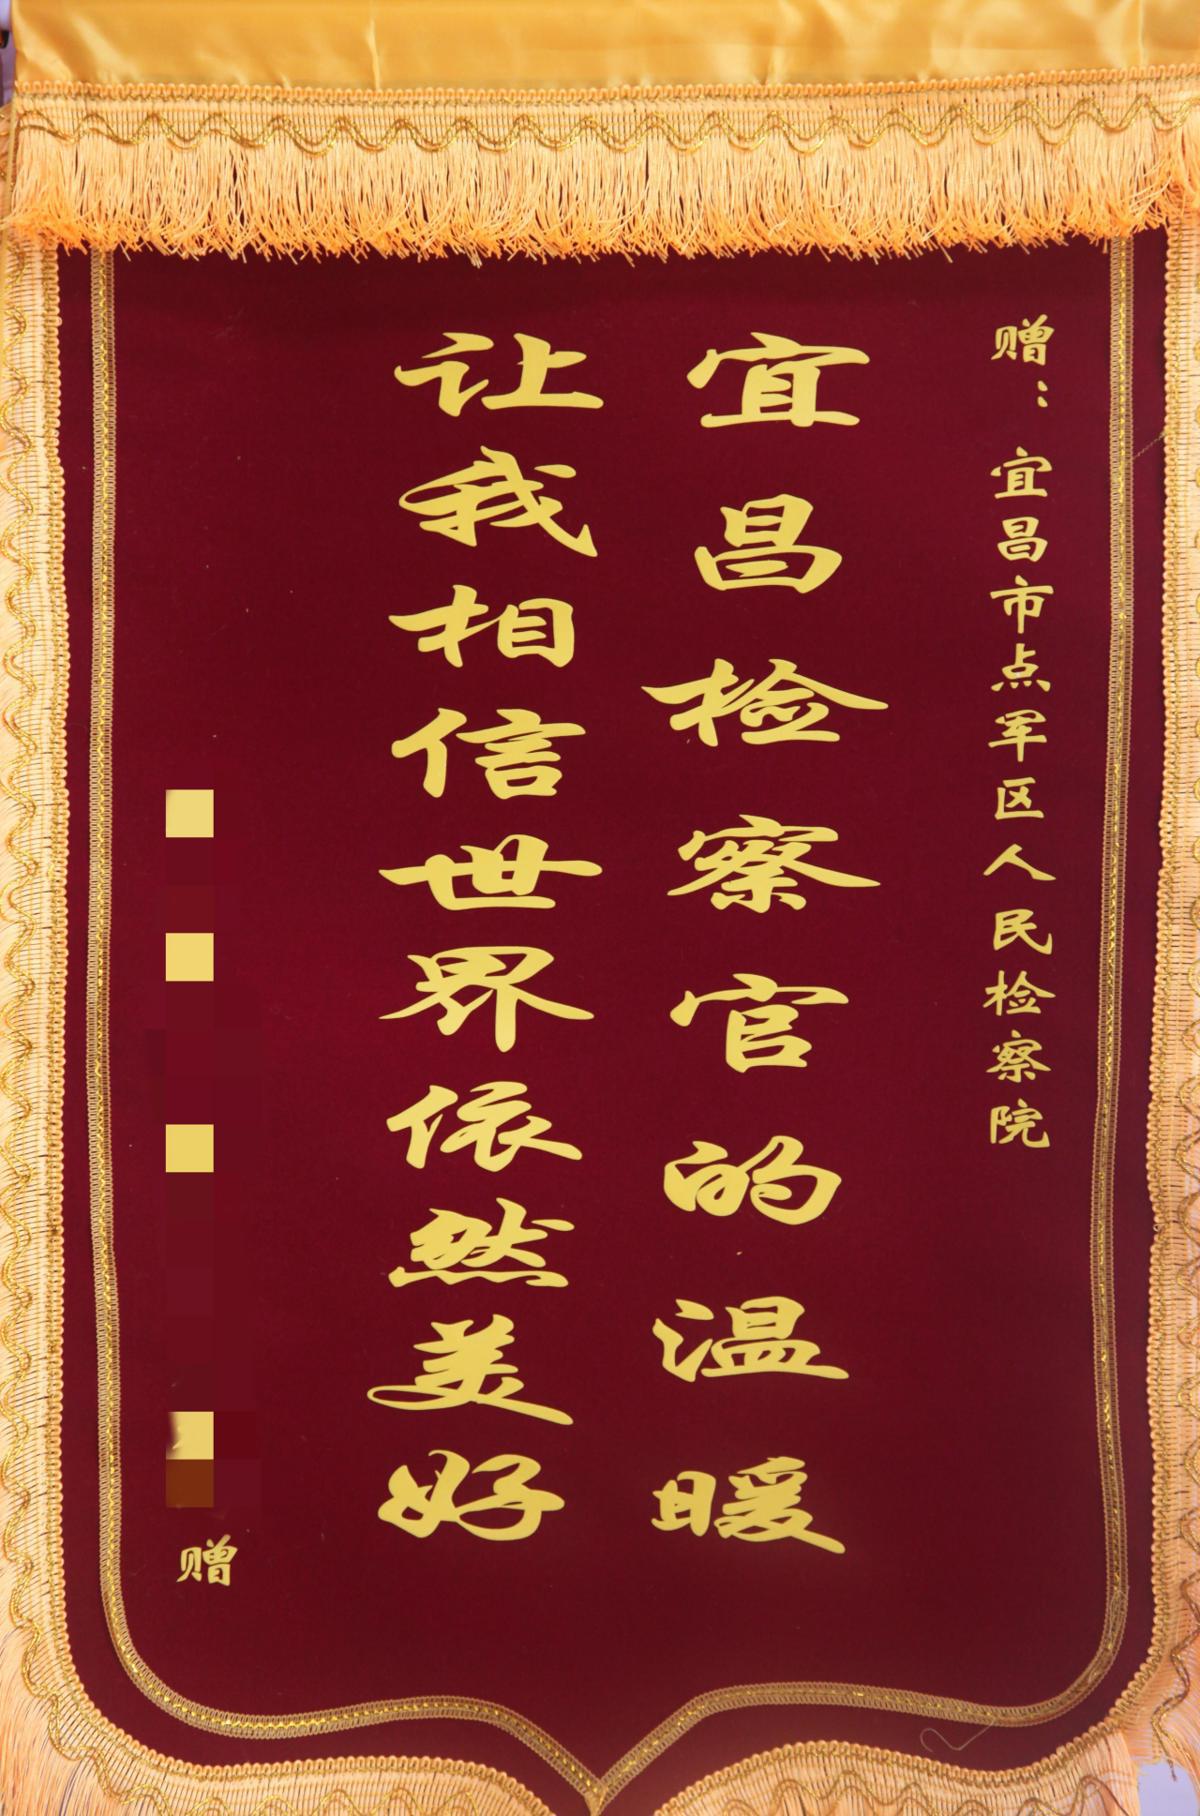 赠：宜昌市点军区人民检察院
宜昌检察官的温暖
让我相信世界依然美好
赠